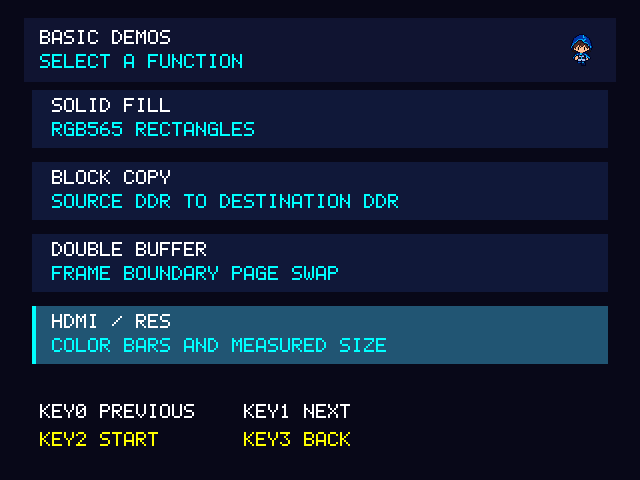 BASIC DEMOS
SELECT A FUNCTION
SOLID FILL
RGB565 RECTANGLES
BLOCK COPY
SOURCE DDR TO DESTINATION DDR
DOUBLE BUFFER
FRAME BOUNDARY PAGE SWAP
HDMI / RES
COLOR BARS AND MEASURED SIZE
KEY0 PREVIOUS KEY1 NEXT
KEY2 START KEY3 BACK